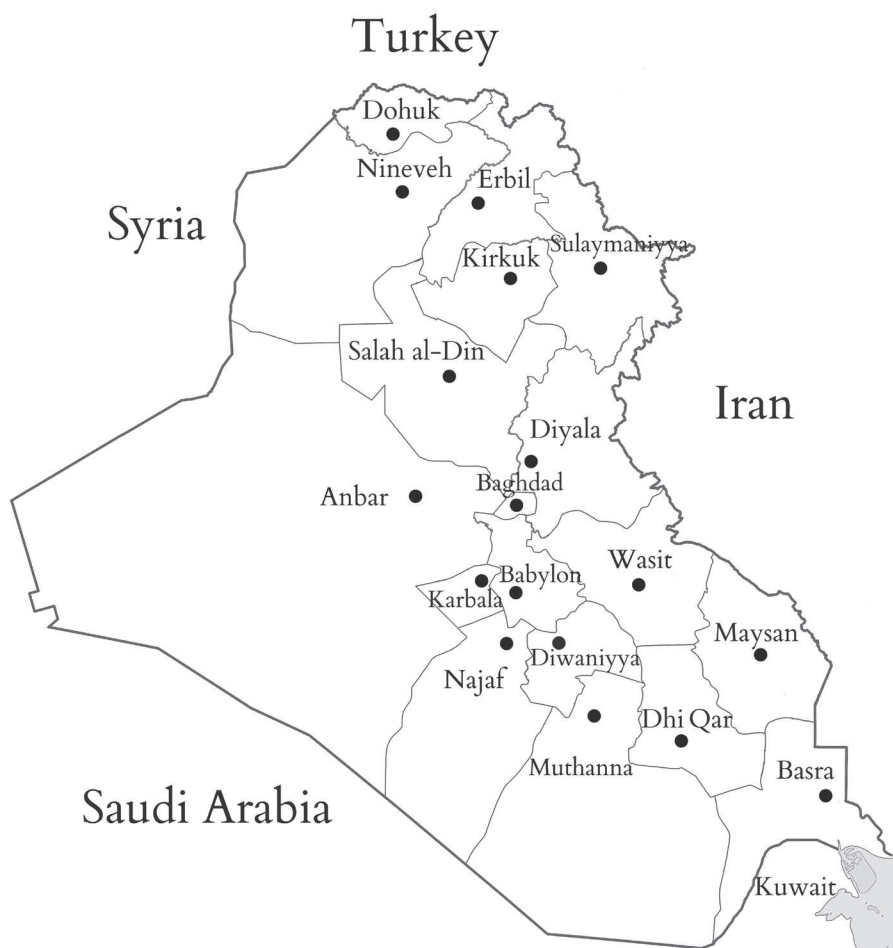 Turkey
Dohuk
Nineveh
Erbil
Syria
Sulaymaniyya
Kirkuk
Salah al-Din
Iran
Diyala
Baghdad
Anbar
Wasit
Babylon
Karbala
Maysan
Diwaniyya
Najaf
Dhi Qar
Muthanna
Basra
Saudi Arabia
Kuwait